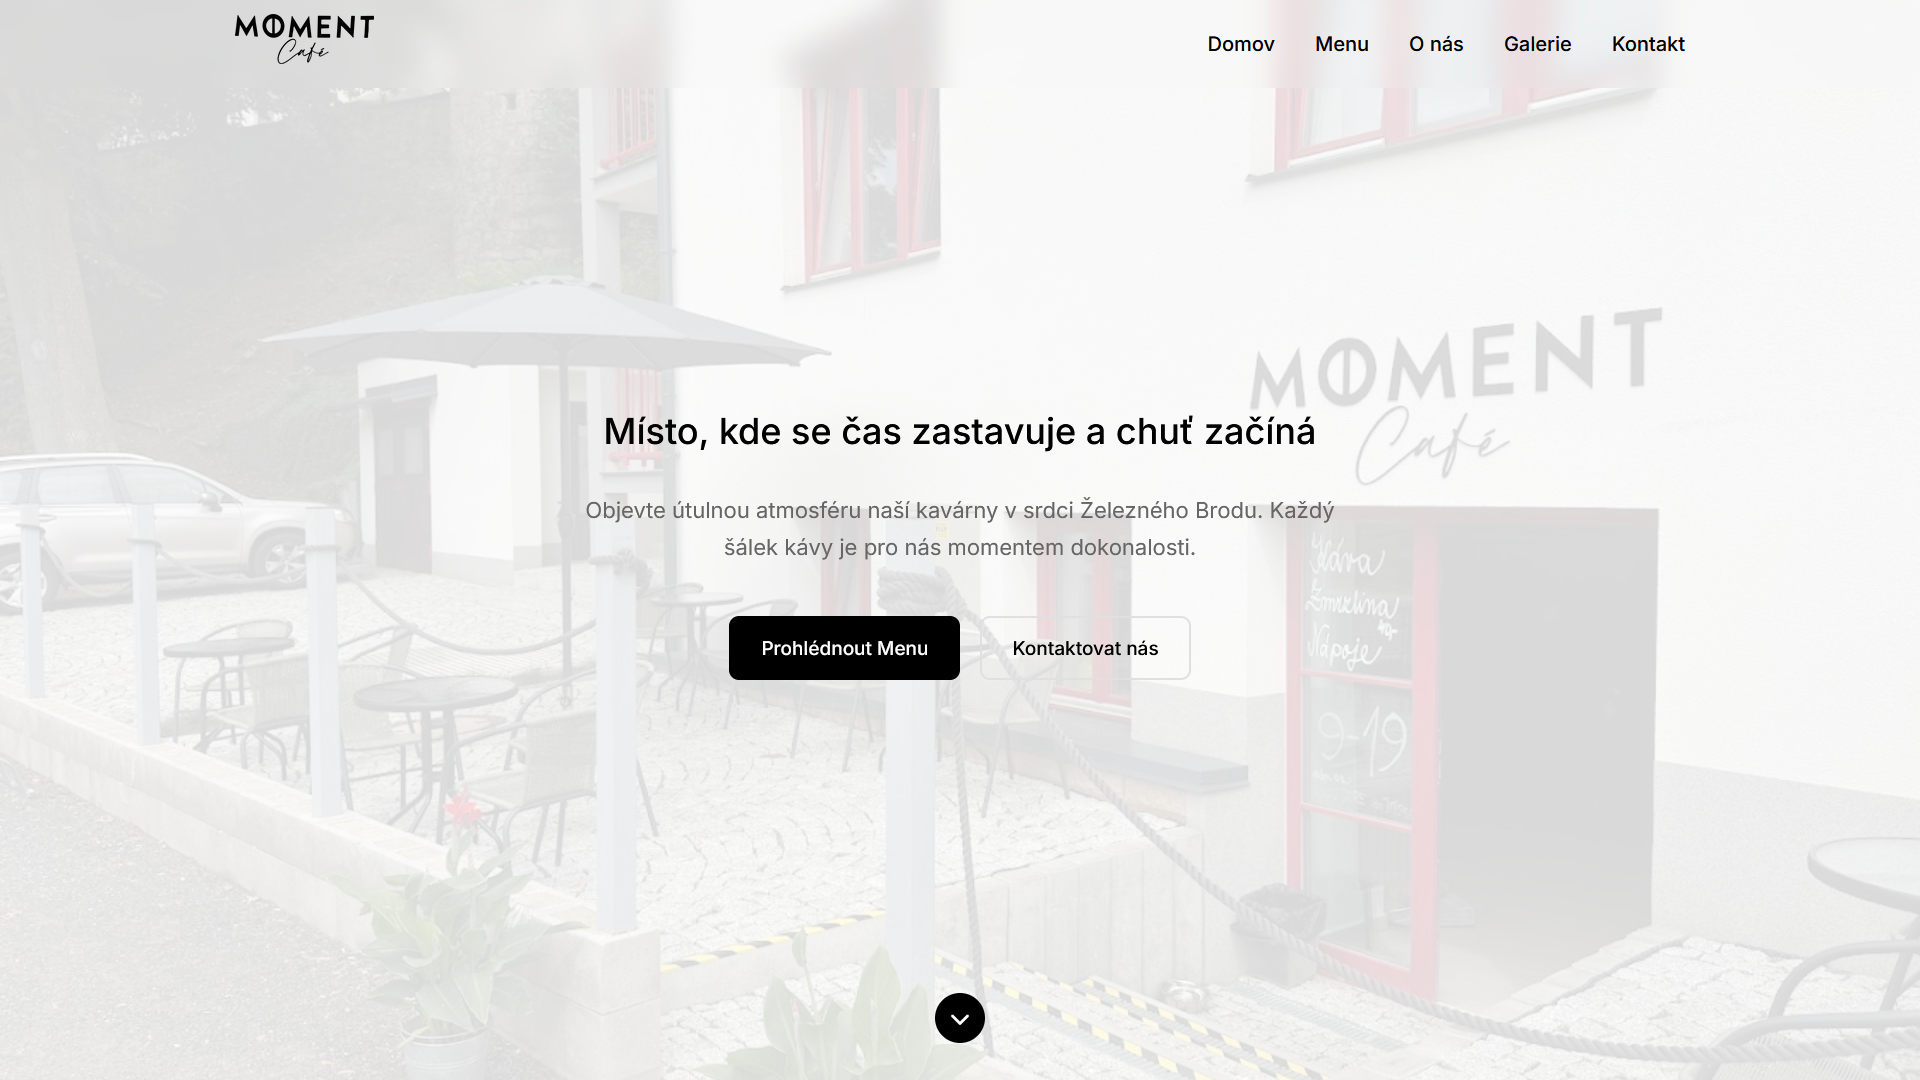 MOMENT
Café
Domov
Menu
O nás
Galerie
Kontakt
MOMENT
Café
Místo, kde se čas zastavuje a chuť začíná
Objevte útulnou atmosféru naší kavárny v srdci Železného Brodu. Každý
šálek kávy je pro nás momentem dokonalosti.
Káva
Zmrzlina
Nápoje
Prohlédnout Menu
Kontaktovat nás
9-19